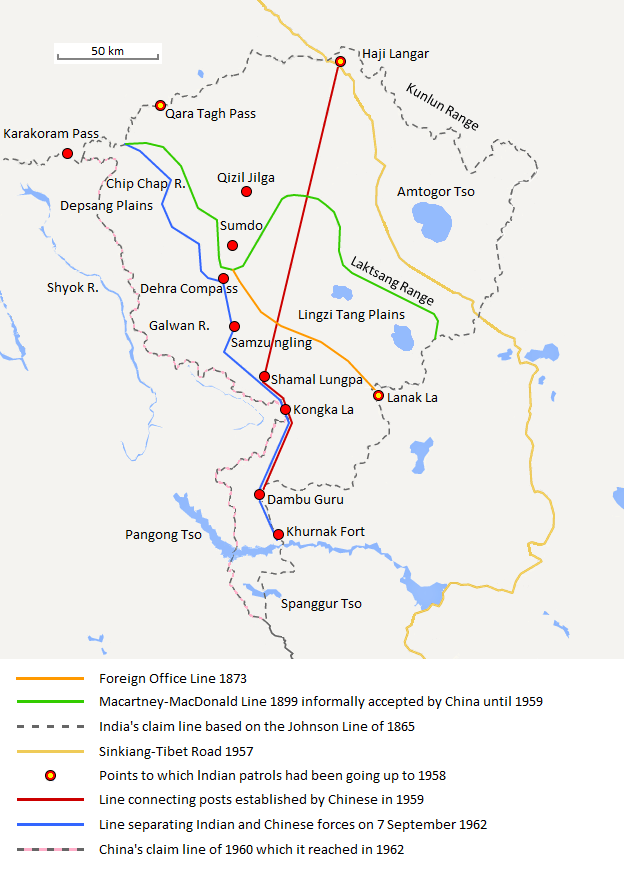 50 km
Haji Langar
Kunlun Range
Qara Tagh Pass
Karakoram Pass
Chip Chap R.
Qizil Jilga
Amtogor Tso
Depsang Plains
Sumdo
Laktsang Range
Shyok R.
Dehra Compass
Lingzi Tang Plains
Galwan R.
Samzungling
Shamal Lungpa
Lanak La
Kongka La
Dambu Guru
Pangong Tso
Khurnak Fort
Spanggur Tso
Foreign Office Line 1873
Macartney-MacDonald Line 1899 informally accepted by China until 1959
India's claim line based on the Johnson Line of 1865
Sinkiang-Tibet Road 1957
Points to which Indian patrols had been going up to 1958
Line connecting posts established by Chinese in 1959
Line separating Indian and Chinese forces on 7 September 1962
China's claim line of 1960 which it reached in 1962